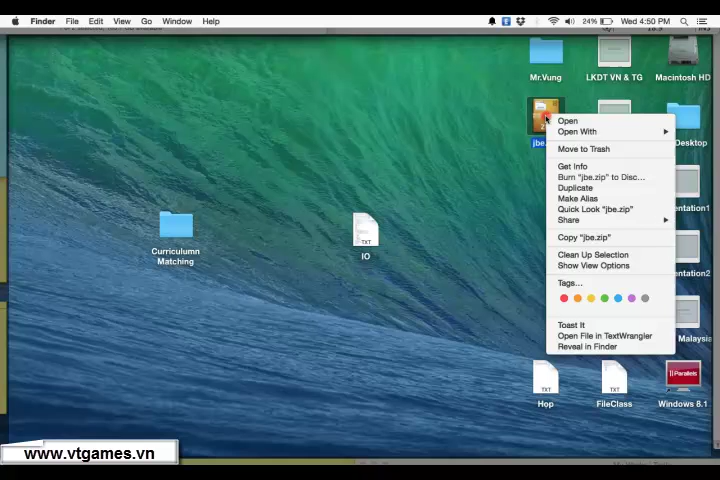 Finder File Edit View Go Window Help 24% Wed 4:50 PM
Mr.Vung
LKDT VN & TG
Macintosh HD
jbe.
Desktop
Open
Open With
Move to Trash
Get Info
Burn “jbe.zip” to Disc...
Duplicate
Make Alias
Quick Look “jbe.zip”
Share
Copy “jbe.zip”
Clean Up Selection
Show View Options
Tags...
Toast It
Open File in TextWrangler
Reveal in Finder
entation1
entation2
Malaysia
Curriculumn
Matching
TXT
IO
TXT
Hop
TXT
FileClass
Parallels
Windows 8.1
www.vtgames.vn